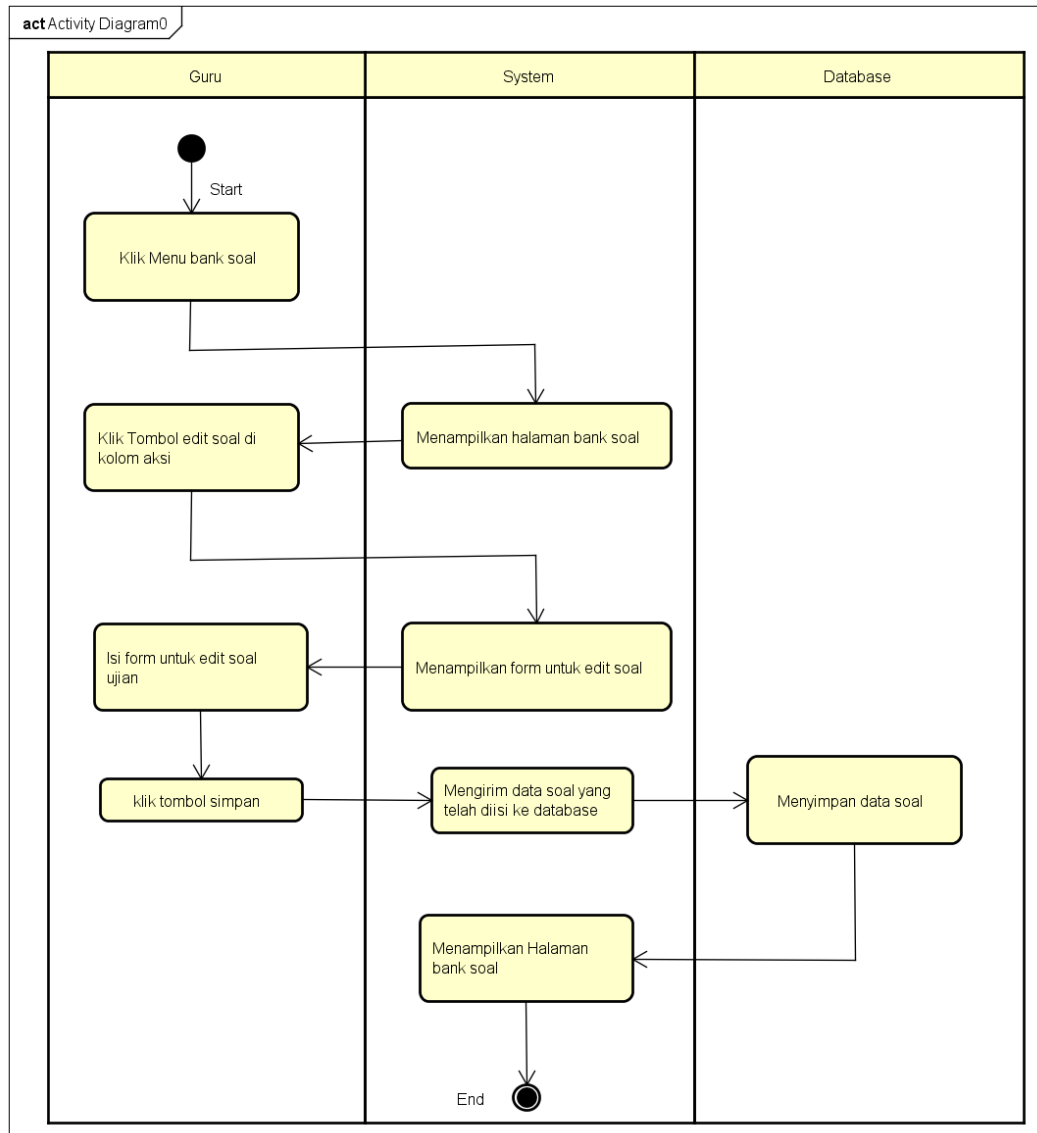 act Activity Diagram0
Guru
System
Database
Start
Klik Menu bank soal
Menampilkan halaman bank soal
Klik Tombol edit soal di
kolom aksi
Isi form untuk edit soal
ujian
Menampilkan form untuk edit soal
klik tombol simpan
Mengirim data soal yang
telah diisi ke database
Menyimpan data soal
Menampilkan Halaman
bank soal
End